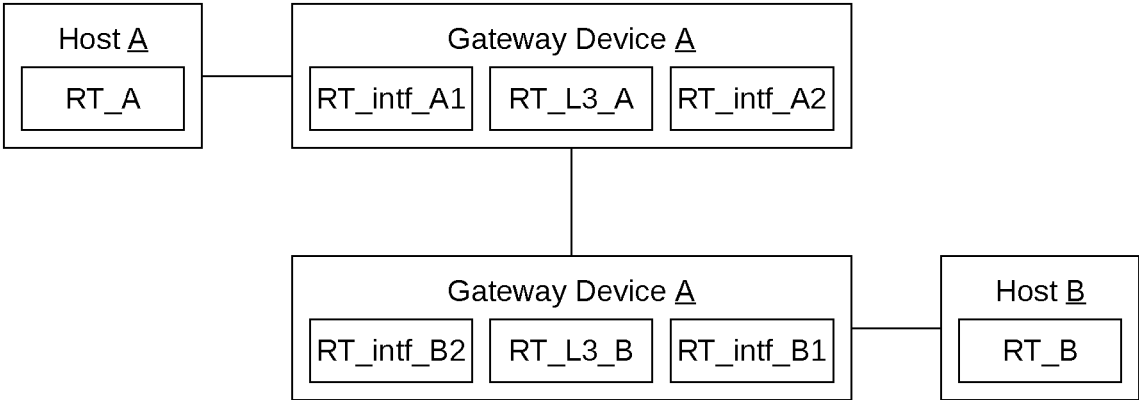 Host A
RT_A
Gateway Device A
RT_intf_A1
RT_L3_A
RT_intf_A2
Gateway Device A
RT_intf_B2
RT_L3_B
RT_intf_B1
Host B
RT_B